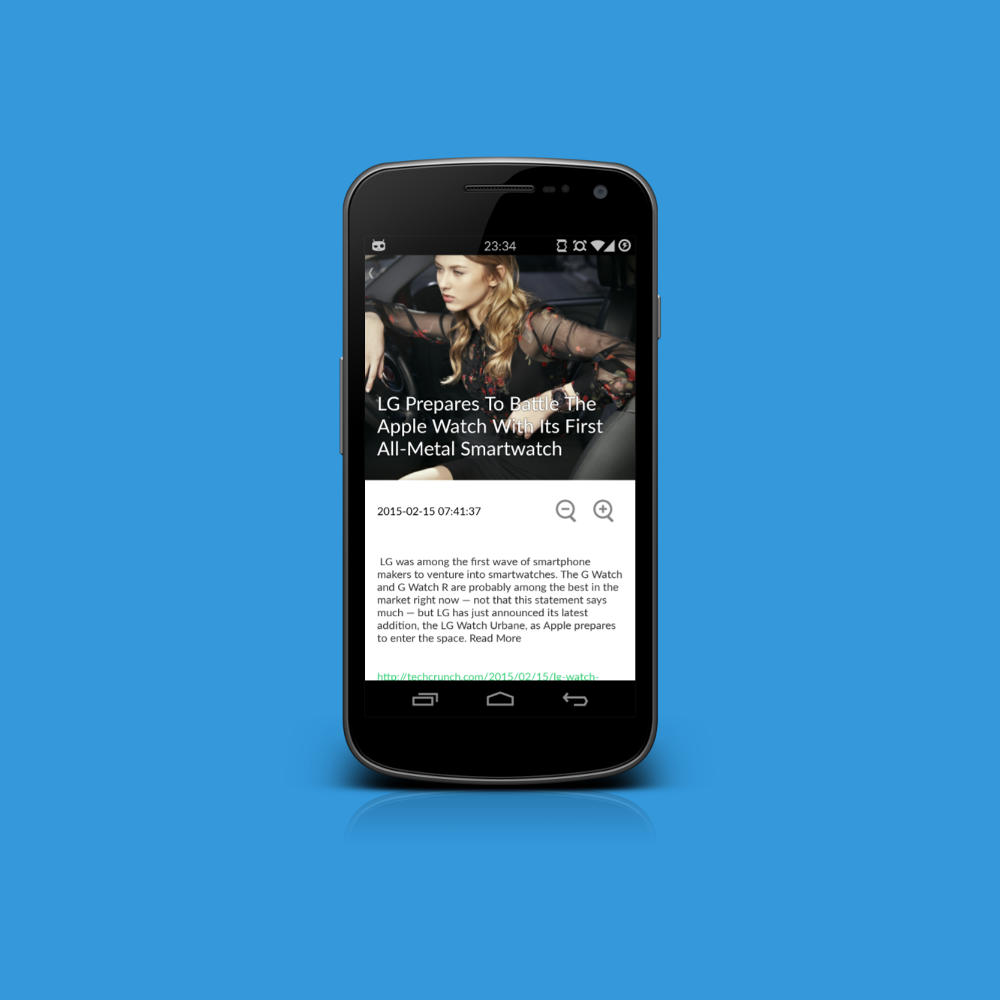 23:34
LG Prepares To Battle The
Apple Watch With Its First
All-Metal Smartwatch
2015-02-15 07:41:37
LG was among the first wave of smartphone
makers to venture into smartwatches. The G Watch
and G Watch R are probably among the best in the
market right now — not that this statement says
much — but LG has just announced its latest
addition, the LG Watch Urbane, as Apple prepares
to enter the space. Read More
http://techcrunch.com/2015/02/15/lg-watch-